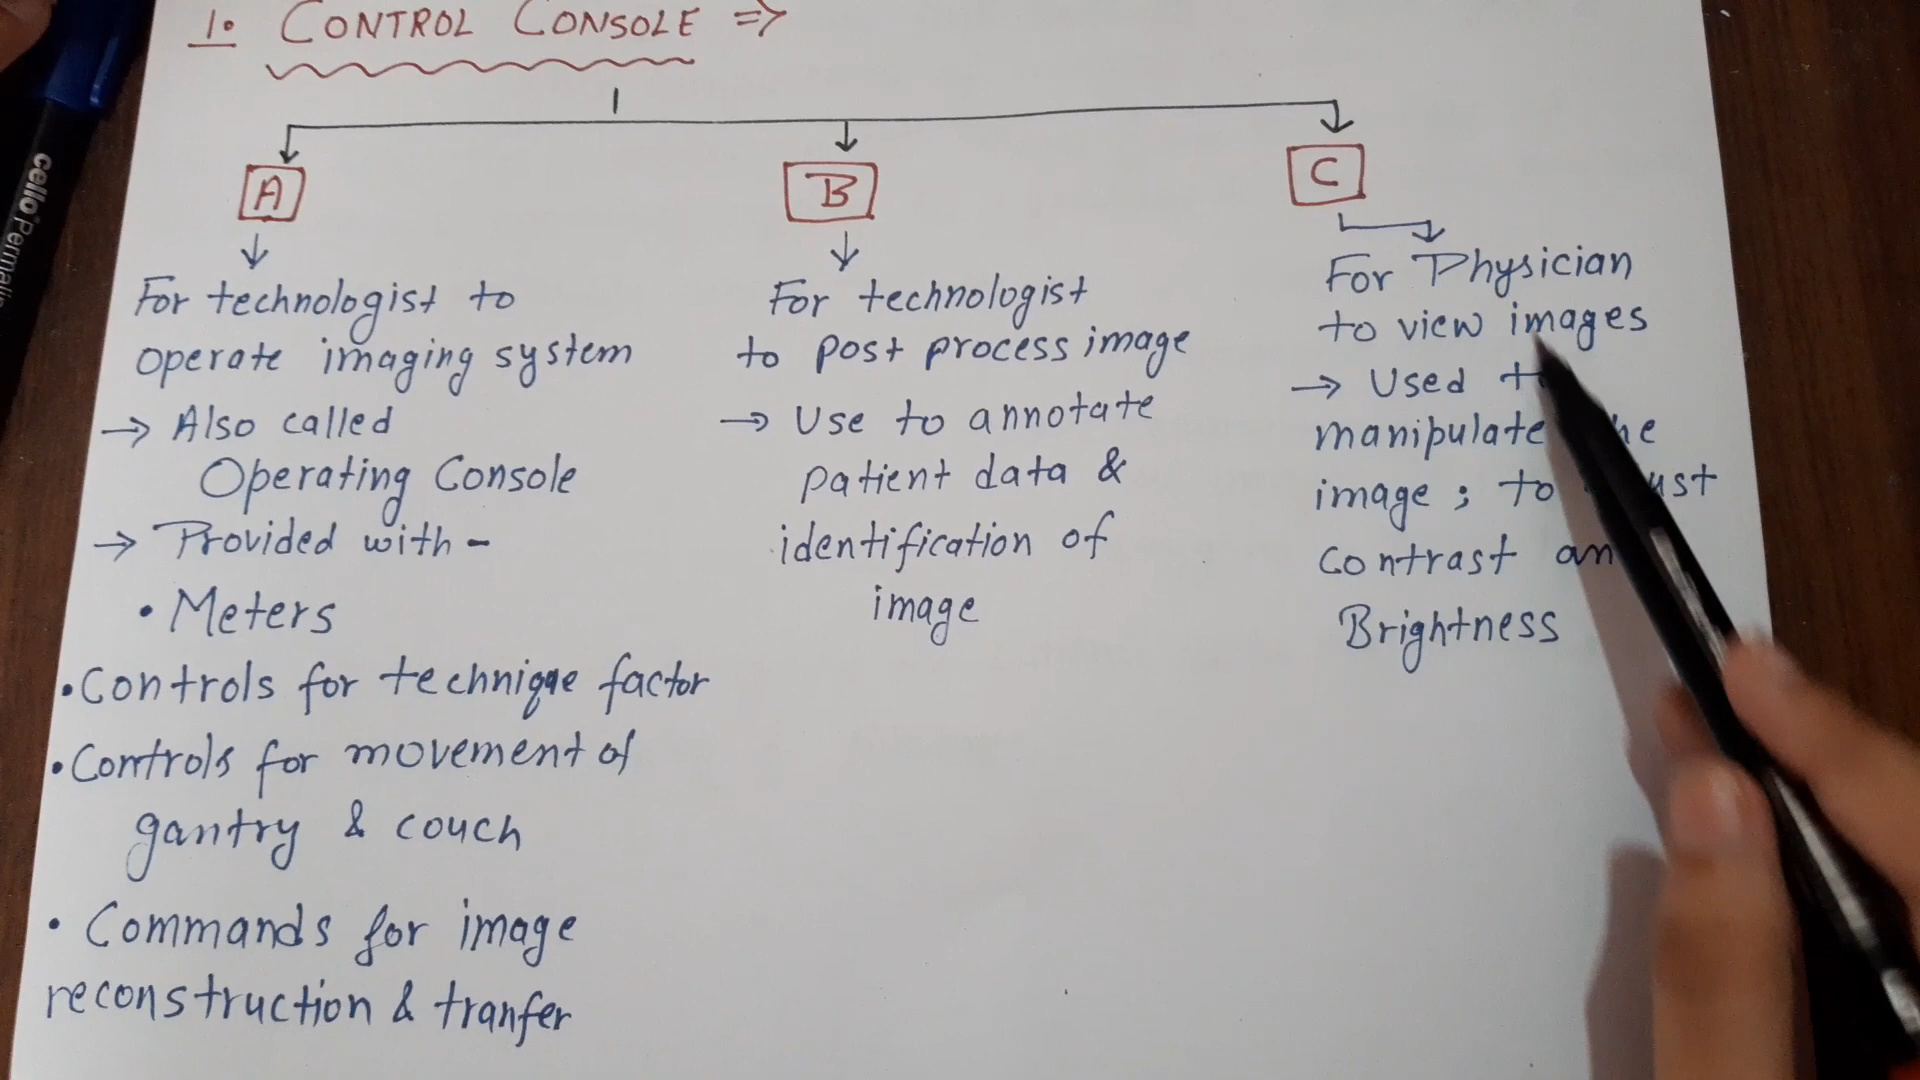 1. CONTROL CONSOLE =>
A
For technologist to
operate imaging system
→ Also called
Operating Console
→ Provided with -
• Meters
• Controls for technique factor
• Controls for movement of
gantry & couch
• Commands for image
reconstruction & tranfer
B
For technologist
to post process image
→ Use to annotate
patient data &
identification of
image
C
For Physician
to view images
→ Used
manipulate
image ; to
contrast
Brightness
cello Permane